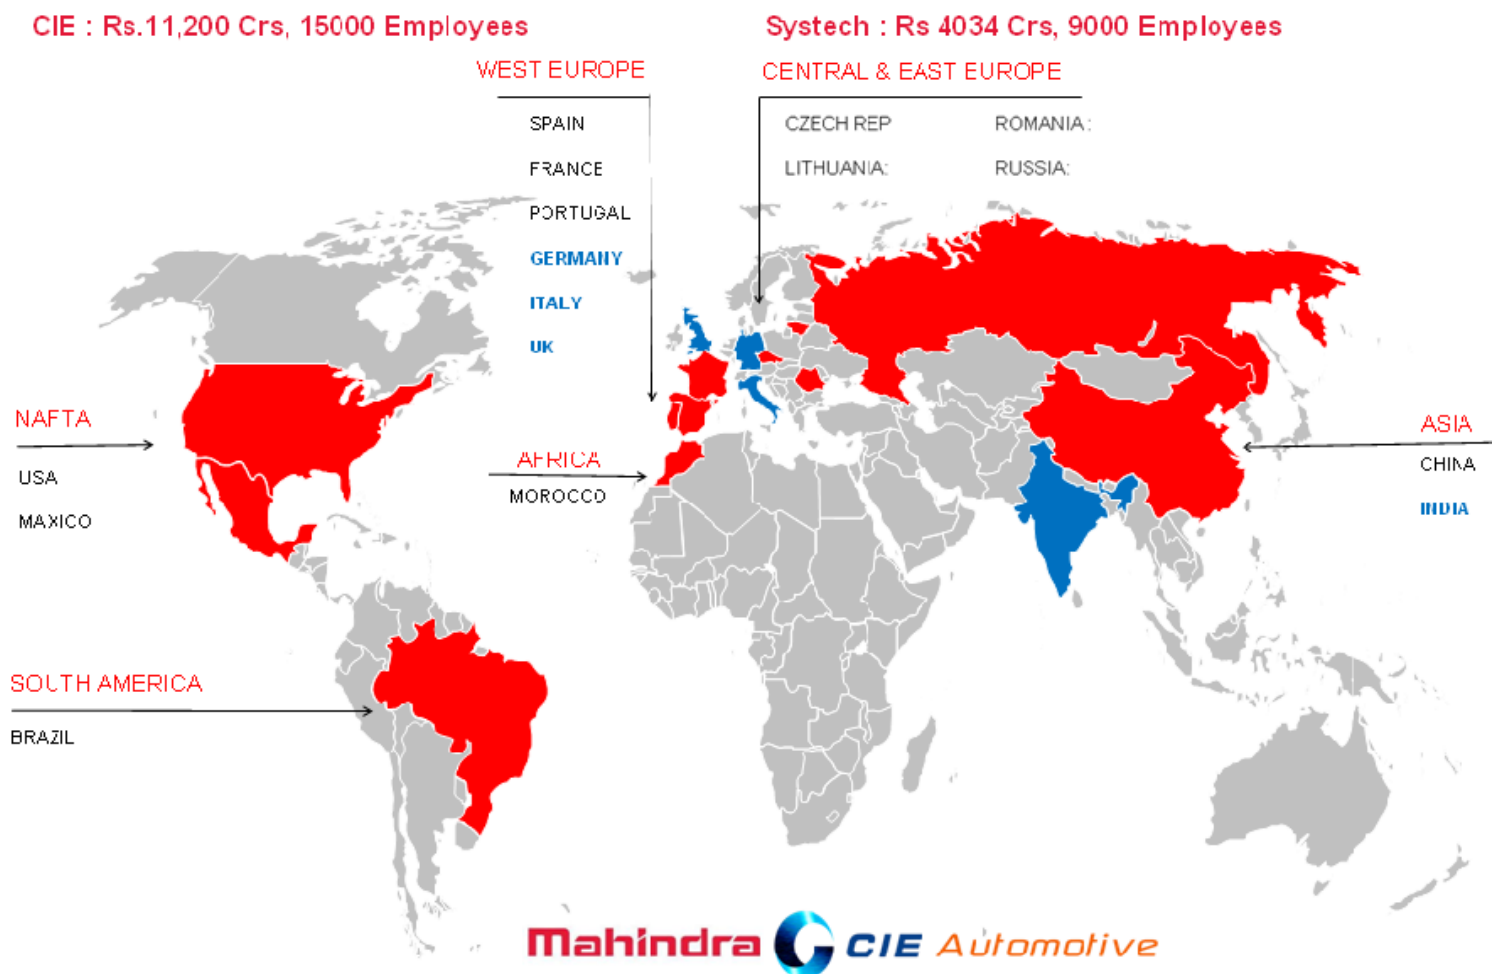 CIE : Rs.11,200 Crs, 15000 Employees
Systech : Rs 4034 Crs, 9000 Employees
WEST EUROPE
SPAIN
FRANCE
PORTUGAL
GERMANY
ITALY
UK
CENTRAL & EAST EUROPE
CZECH REP
ROMANIA:
LITHUANIA:
RUSSIA:
NAFTA
USA
MAXICO
AFRICA
MOROCCO
ASIA
CHINA
INDIA
SOUTH AMERICA
BRAZIL
Mahindra CIE Automotive